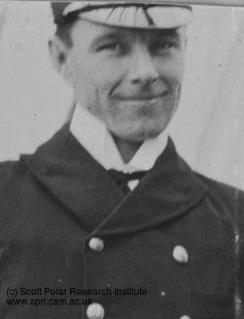 (c) Scott Polar Research Institute
www.spri.cam.ac.uk